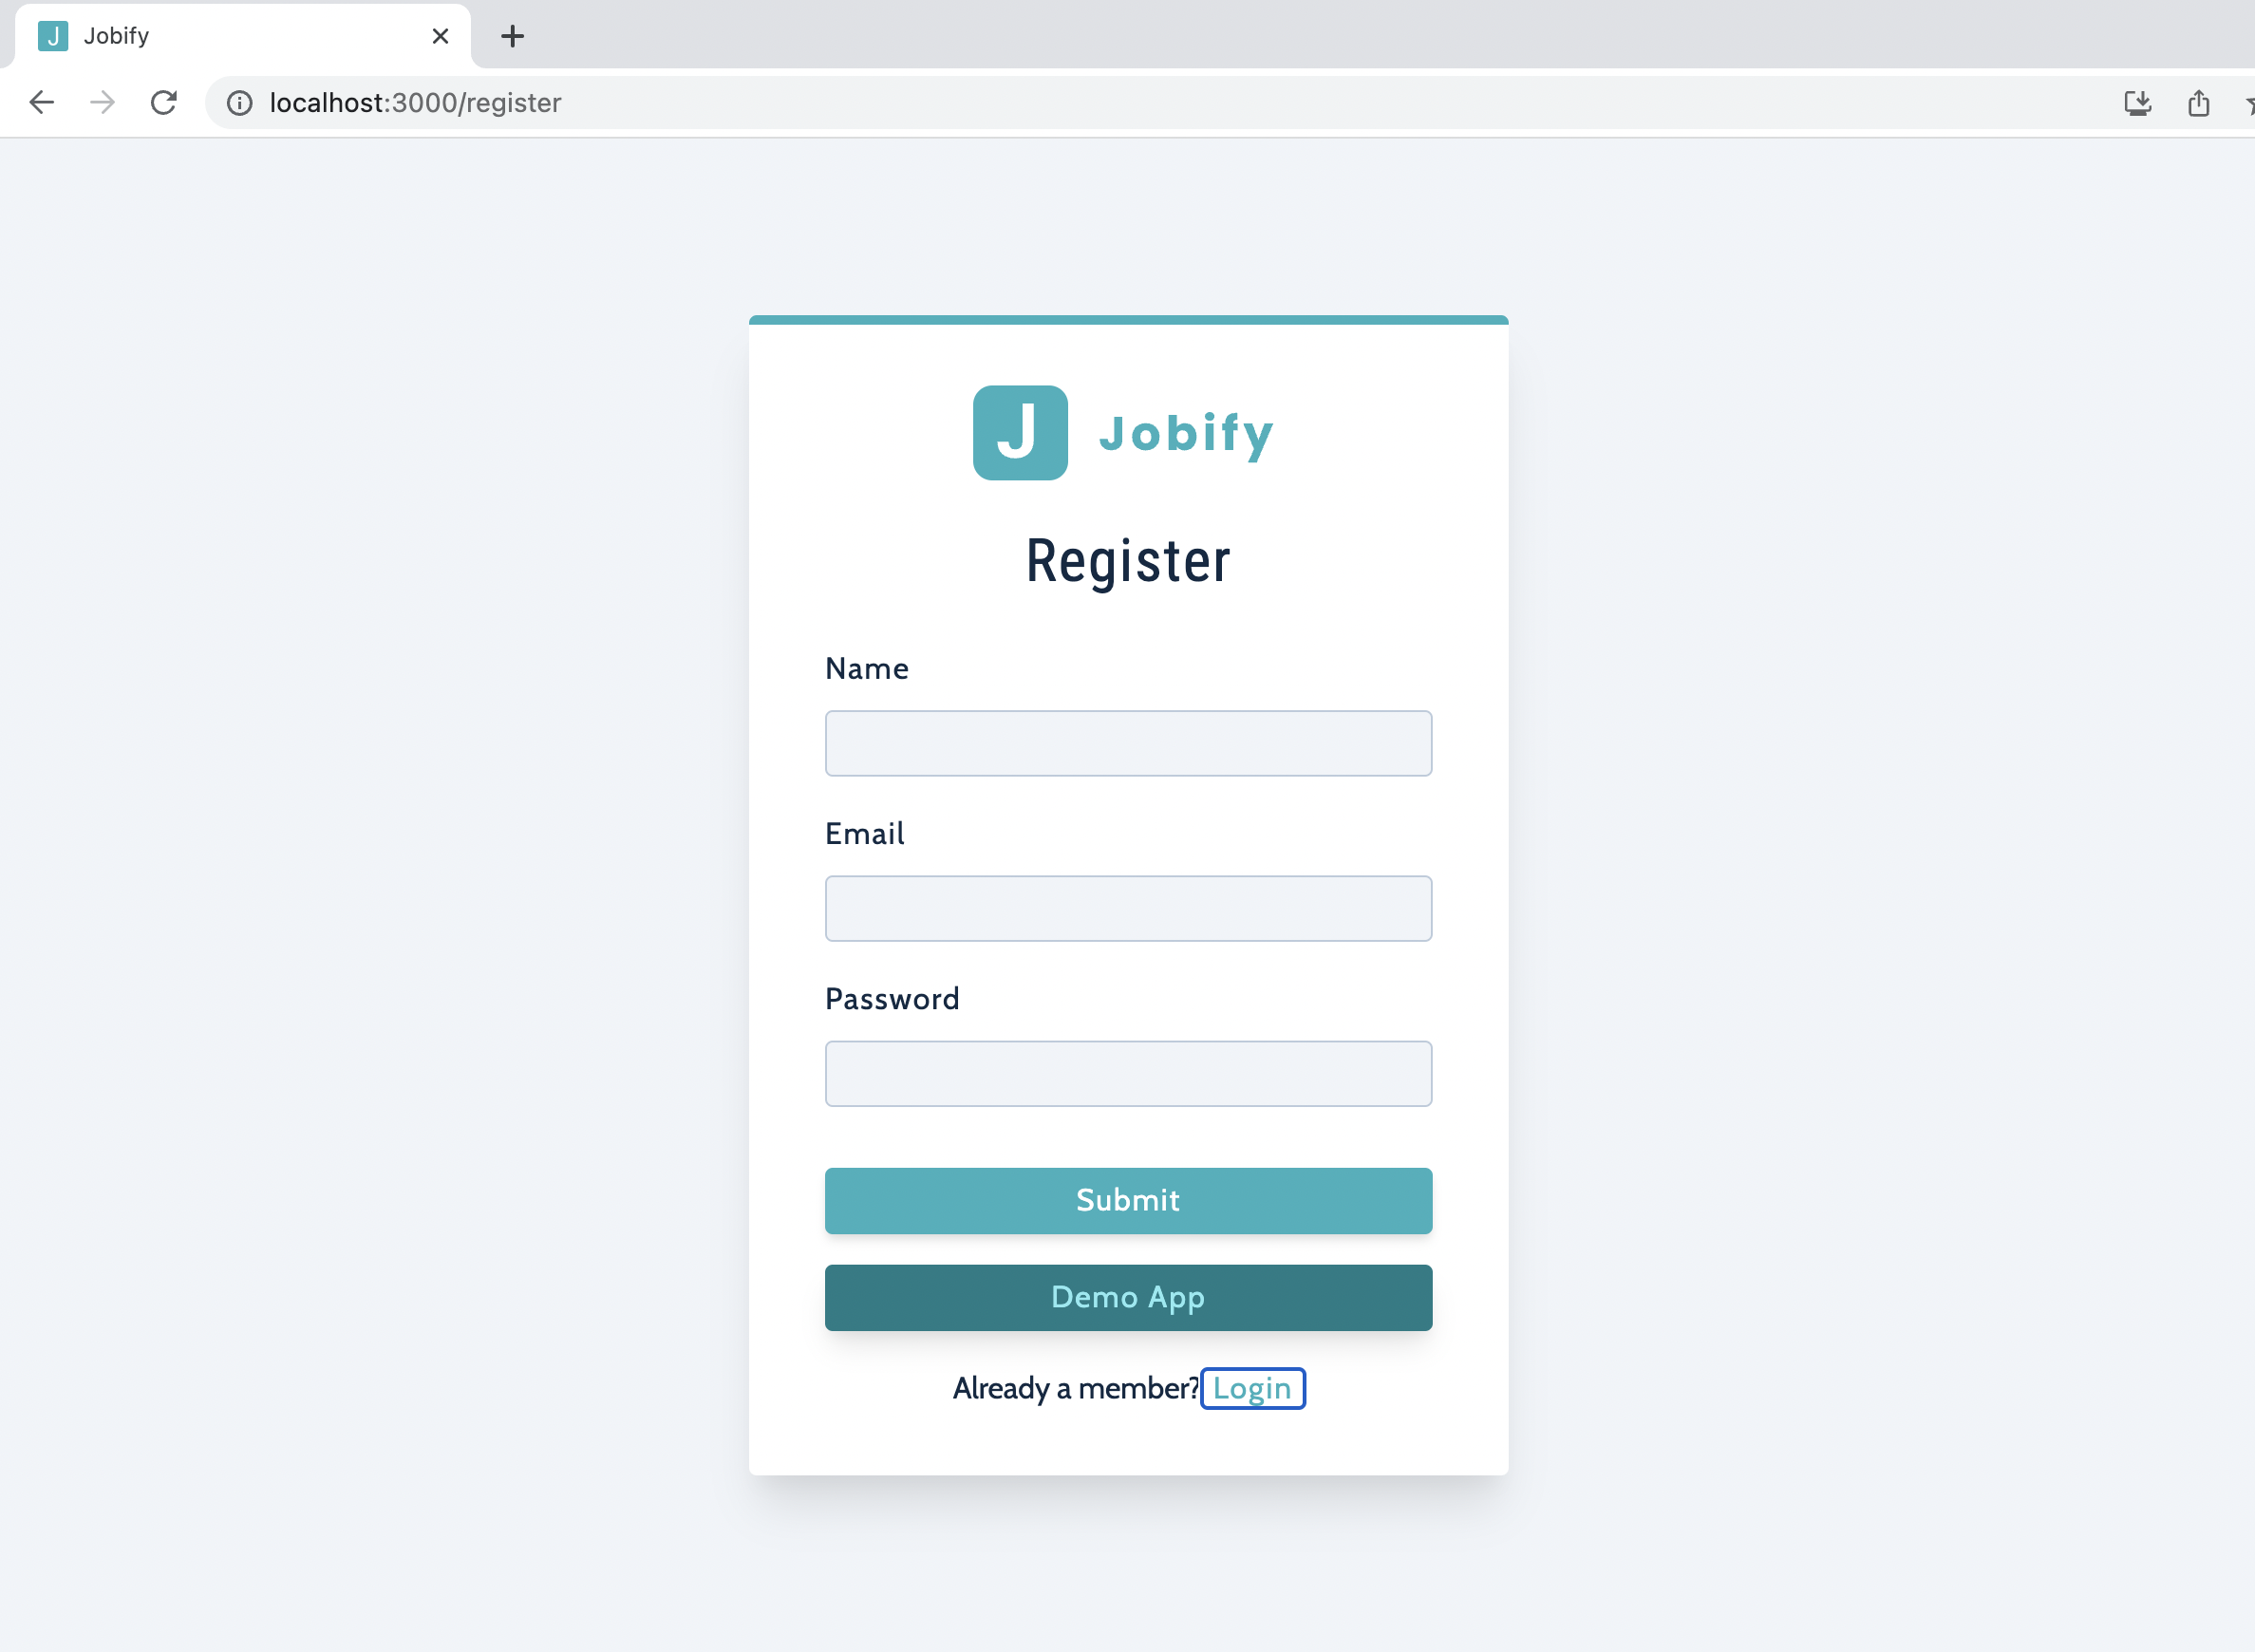 J Jobify
localhost:3000/register
J Jobify
Register
Name
Email
Password
Submit
Demo App
Already a member? Login